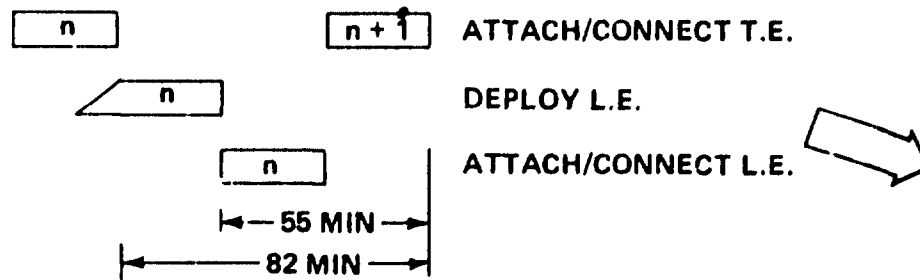 n n + 1 ATTACH/CONNECT T.E.
n DEPLOY L.E.
n ATTACH/CONNECT L.E.
55 MIN
82 MIN